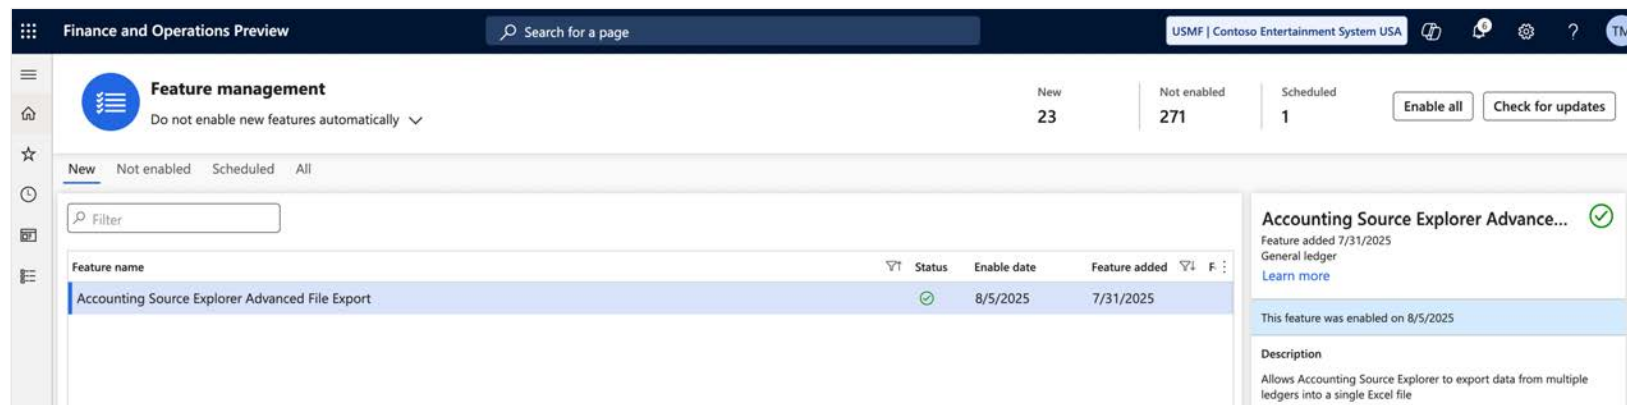 Finance and Operations Preview
Search for a page
USMF | Contoso Entertainment System USA
6
?
TM
Feature management
Do not enable new features automatically
New
23
Not enabled
271
Scheduled
1
Enable all
Check for updates
New Not enabled Scheduled All
Filter
Feature name Status Enable date Feature added F
Accounting Source Explorer Advanced File Export 8/5/2025 7/31/2025
Accounting Source Explorer Advance...
Feature added 7/31/2025
General ledger
Learn more
This feature was enabled on 8/5/2025
Description
Allows Accounting Source Explorer to export data from multiple
ledgers into a single Excel file